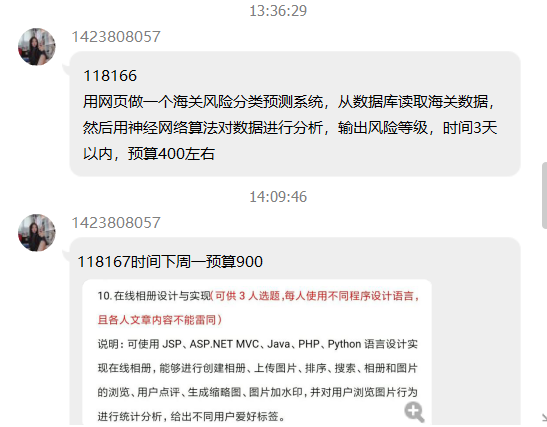 13:36:29
1423808057
118166
用网页做一个海关风险分类预测系统，从数据库读取海关数据，
然后用神经网络算法对数据进行分析，输出风险等级，时间3天
以内，预算400左右
14:09:46
1423808057
118167时间下周一预算900
10.在线相册设计与实现(可供 3 人选题,每人使用不同程序设计语言,
且各人文章内容不能雷同)
说明：可使用 JSP、ASP.NET MVC、Java、PHP、Python 语言设计实
现在线相册，能够进行创建相册、上传图片、排序、搜索、相册和图片
的浏览、用户点评、生成缩略图、图片加水印，并对用户浏览图片行为
进行统计分析，给出不同用户爱好标签。